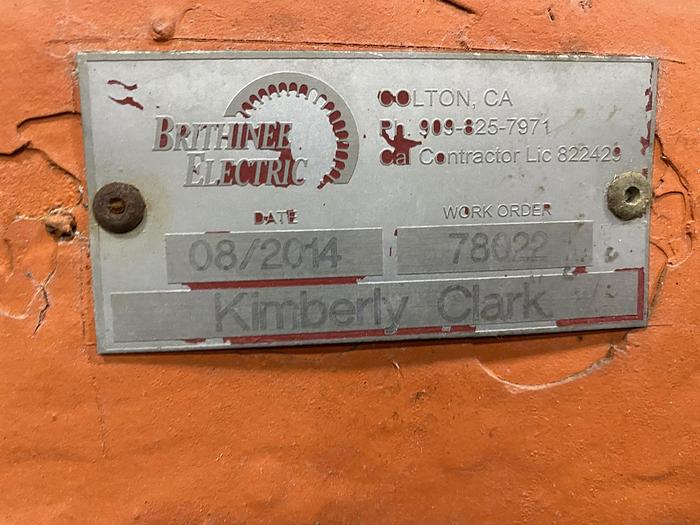 BRITHINEE
ELECTRIC
COLTON, CA
Ph. 909-825-7971
Cal Contractor Lic 822429
DATE
WORK ORDER
08/2014
78022
Kimberly Clark